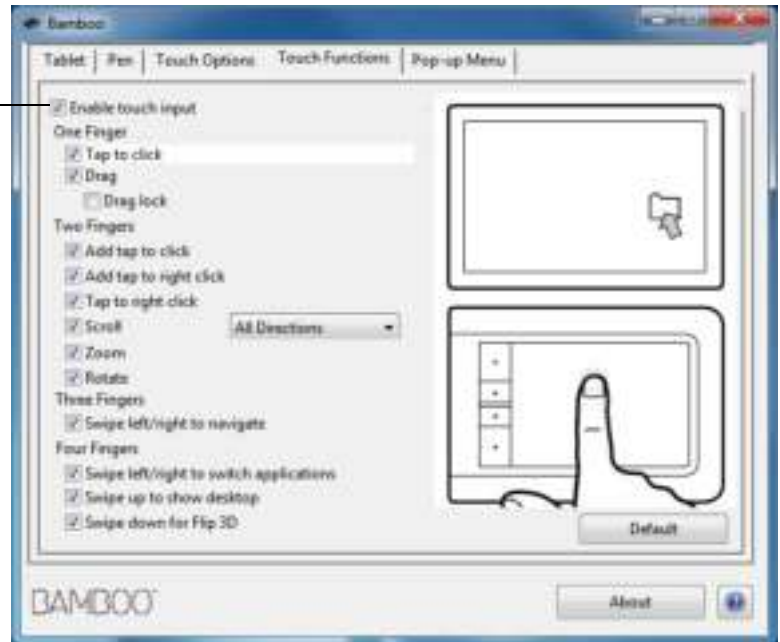 Bamboo
Tablet Pen Touch Options Touch Functions Pop-up Menu
Enable touch input
One Finger
Tap to click
Drag
Drag lock
Two Fingers
Add tap to click
Add tap to right click
Tap to right click
Scroll All Directions
Zoom
Rotate
Three Fingers
Swipe left/right to navigate
Four Fingers
Swipe left/right to switch applications
Swipe up to show desktop
Swipe down for Flip 3D
Default
BAMBOO
About